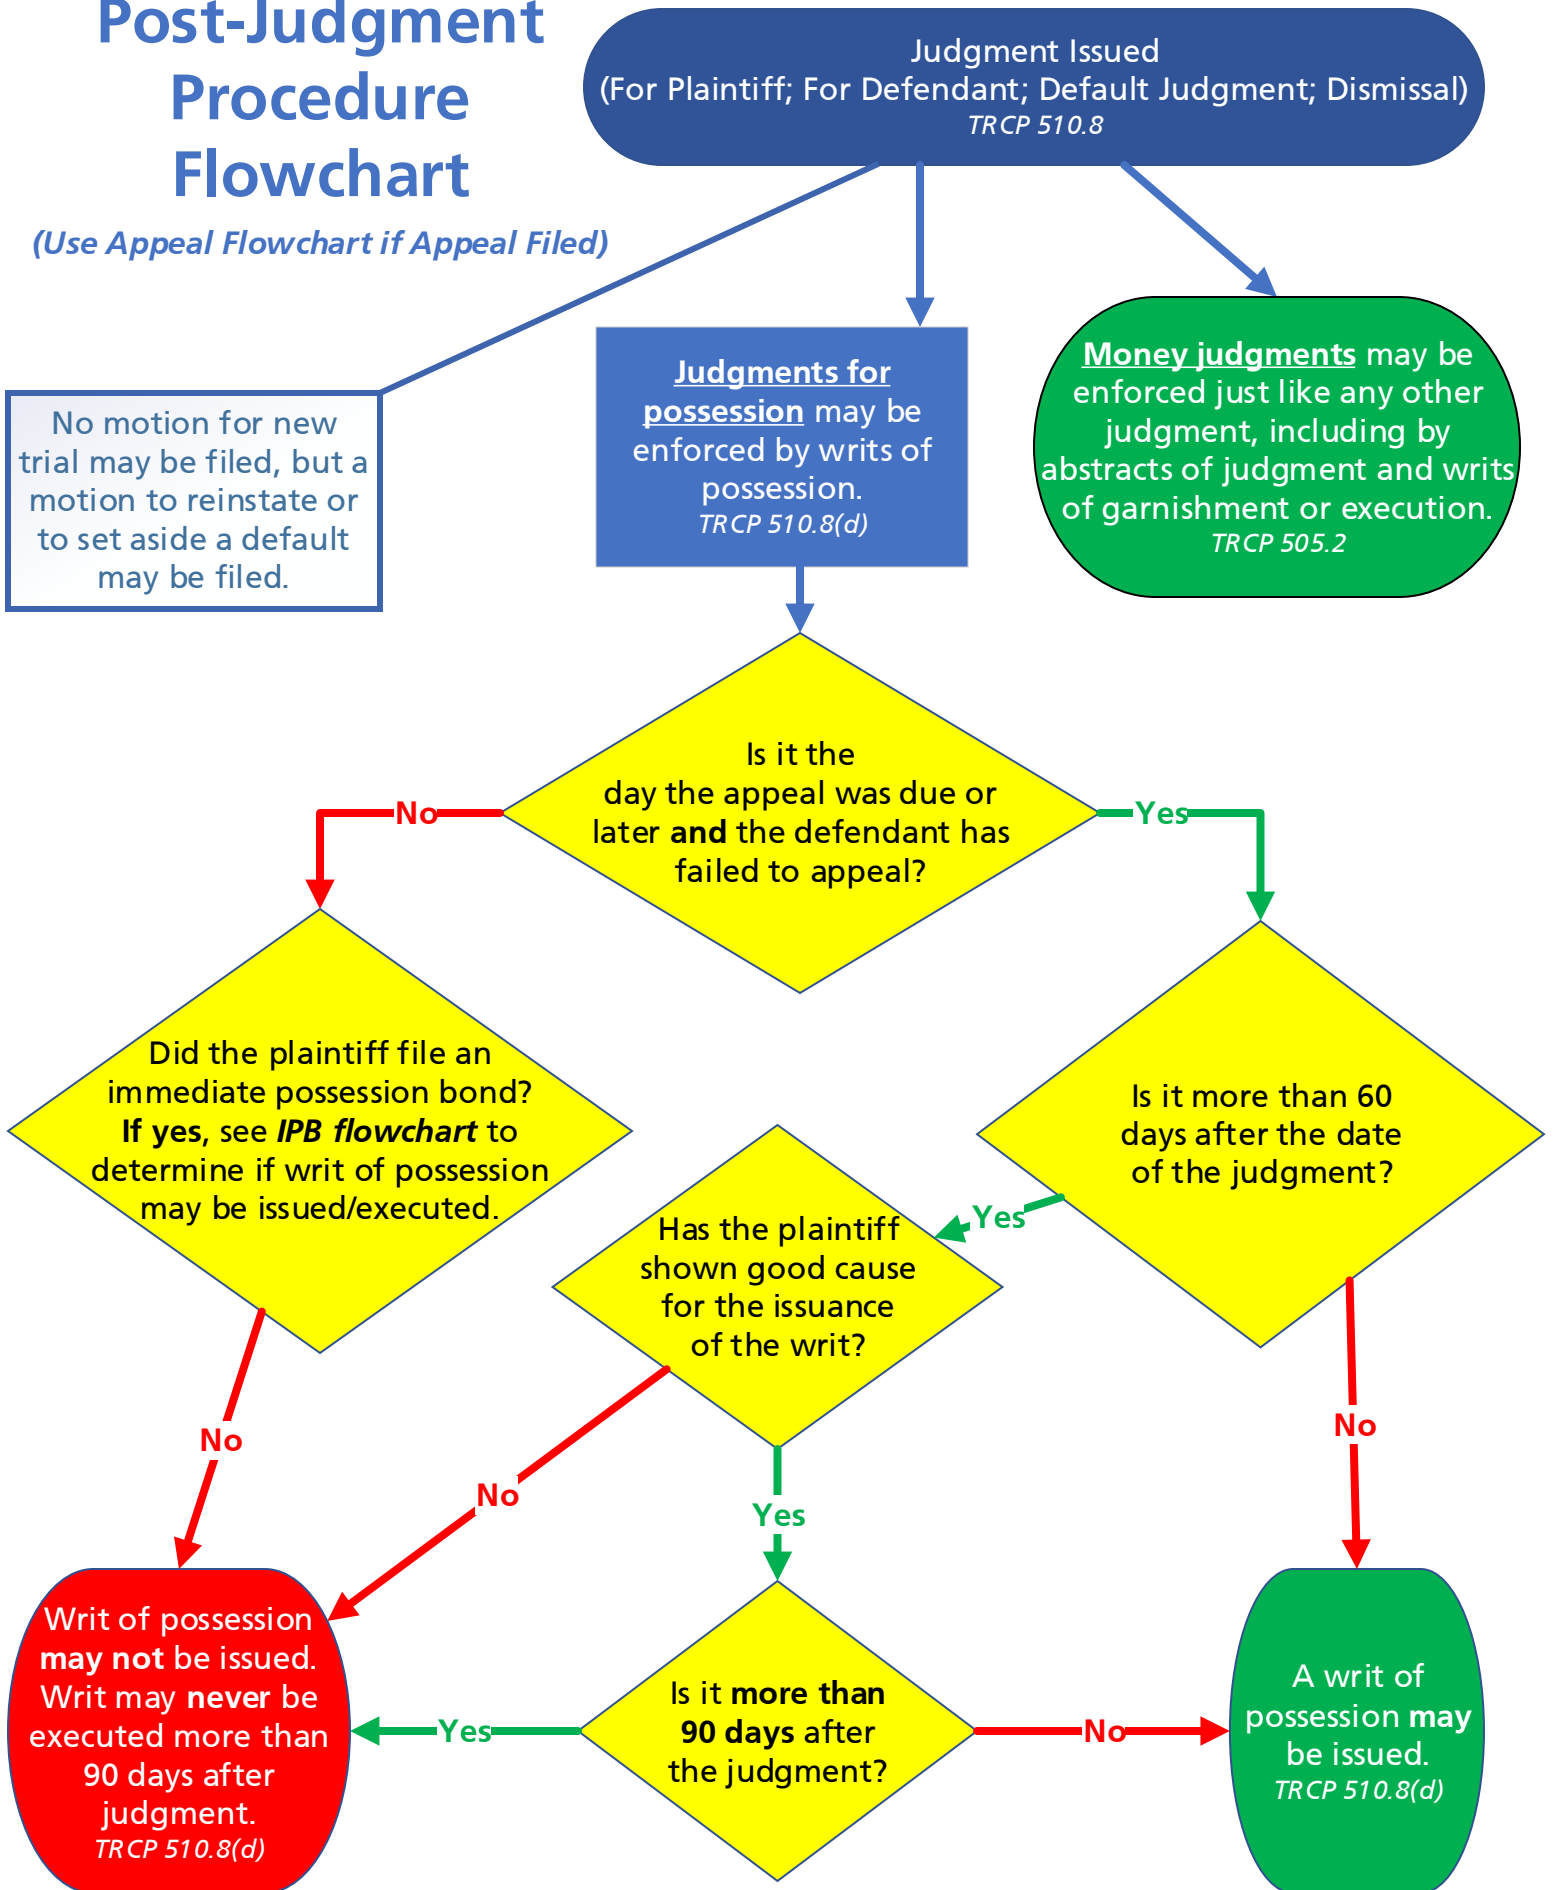 Post-Judgment
Procedure
Flowchart
(Use Appeal Flowchart if Appeal Filed)
Judgment Issued
(For Plaintiff; For Defendant; Default Judgment; Dismissal)
TRCP 510.8
No motion for new
trial may be filed, but a
motion to reinstate or
to set aside a default
may be filed.
Judgments for
possession may be
enforced by writs of
possession.
TRCP 510.8(d)
Money judgments may be
enforced just like any other
judgment, including by
abstracts of judgment and writs
of garnishment or execution.
TRCP 505.2
Is it the
day the appeal was due or
later and the defendant has
failed to appeal?
No
Yes
Did the plaintiff file an
immediate possession bond?
If yes, see IPB flowchart to
determine if writ of possession
may be issued/executed.
Is it more than 60
days after the date
of the judgment?
Yes
Has the plaintiff
shown good cause
for the issuance
of the writ?
No
No
Yes
No
Writ of possession
may not be issued.
Writ may never be
executed more than
90 days after
judgment.
TRCP 510.8(d)
Yes
Is it more than
90 days after
the judgment?
No
A writ of
possession may
be issued.
TRCP 510.8(d)